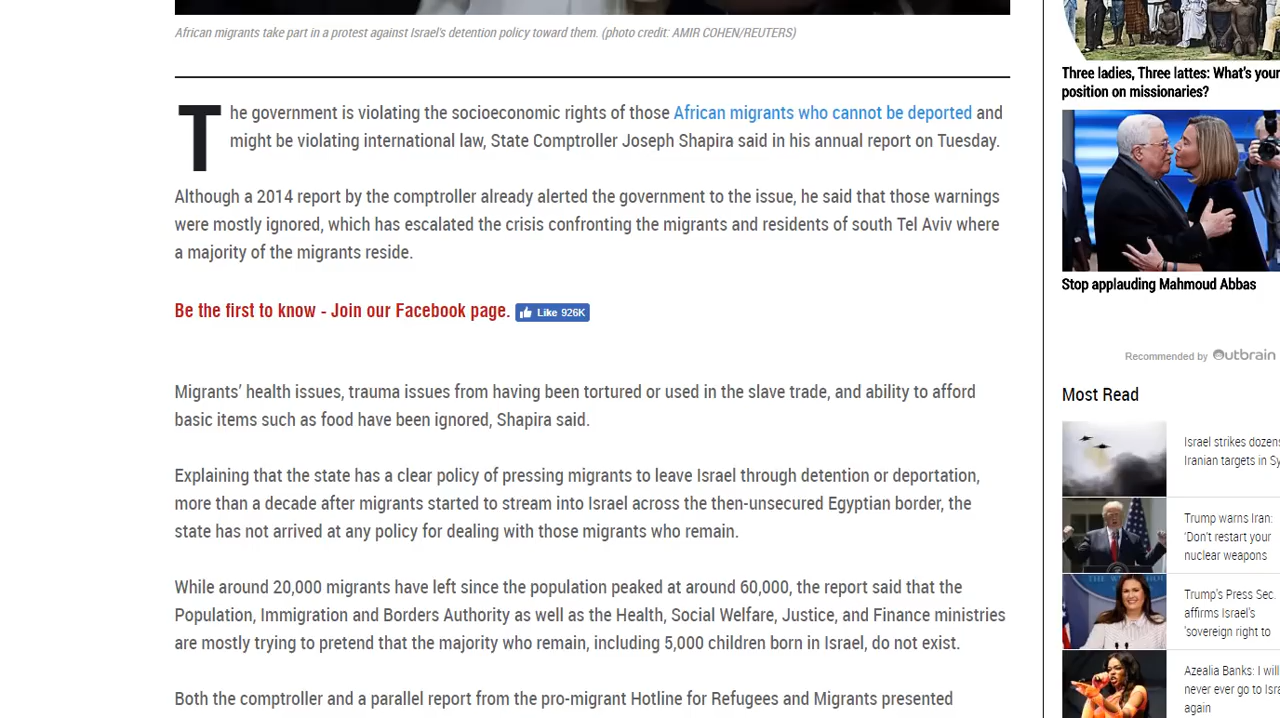 African migrants take part in a protest against Israel's detention policy toward them. (photo credit: AMIR COHEN/REUTERS)
The government is violating the socioeconomic rights of those African migrants who cannot be deported and
might be violating international law, State Comptroller Joseph Shapira said in his annual report on Tuesday.
Although a 2014 report by the comptroller already alerted the government to the issue, he said that those warnings
were mostly ignored, which has escalated the crisis confronting the migrants and residents of south Tel Aviv where
a majority of the migrants reside.
Be the first to know - Join our Facebook page. Like 926K
Migrants’ health issues, trauma issues from having been tortured or used in the slave trade, and ability to afford
basic items such as food have been ignored, Shapira said.
Explaining that the state has a clear policy of pressing migrants to leave Israel through detention or deportation,
more than a decade after migrants started to stream into Israel across the then-unsecured Egyptian border, the
state has not arrived at any policy for dealing with those migrants who remain.
While around 20,000 migrants have left since the population peaked at around 60,000, the report said that the
Population, Immigration and Borders Authority as well as the Health, Social Welfare, Justice, and Finance ministries
are mostly trying to pretend that the majority who remain, including 5,000 children born in Israel, do not exist.
Both the comptroller and a parallel report from the pro-migrant Hotline for Refugees and Migrants presented
Three ladies, Three lattes: What's your
position on missionaries?
Stop applauding Mahmoud Abbas
Recommended by Outbrain
Most Read
Israel strikes dozens
Iranian targets in Sy
Trump warns Iran:
'Don't restart your
nuclear weapons
Trump's Press Sec.
affirms Israel's
'sovereign right to
Azealia Banks: I will
never ever go to Isra
again